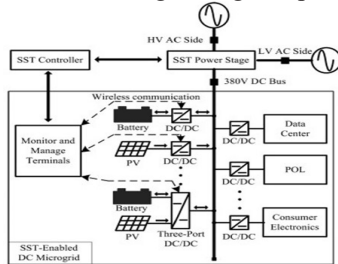 HV AC Side
LV AC Side
SST Controller
SST Power Stage
380V DC Bus
Wireless communication
Battery
DC/DC
DC/DC
Data
Center
Monitor and
Manage
Terminals
PV
DC/DC
DC/DC
POL
Battery
PV
Three-Port
DC/DC
DC/DC
Consumer
Electronics
SST-Enabled
DC Microgrid